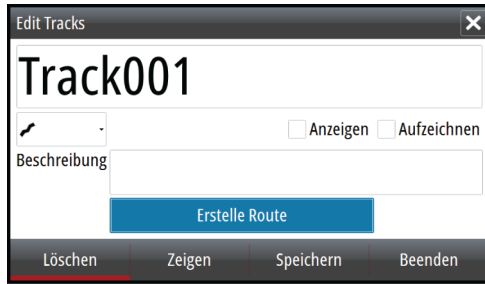 Edit Tracks
Track001
Anzeigen Aufzeichnen
Beschreibung
Erstelle Route
Löschen Zeigen Speichern Beenden